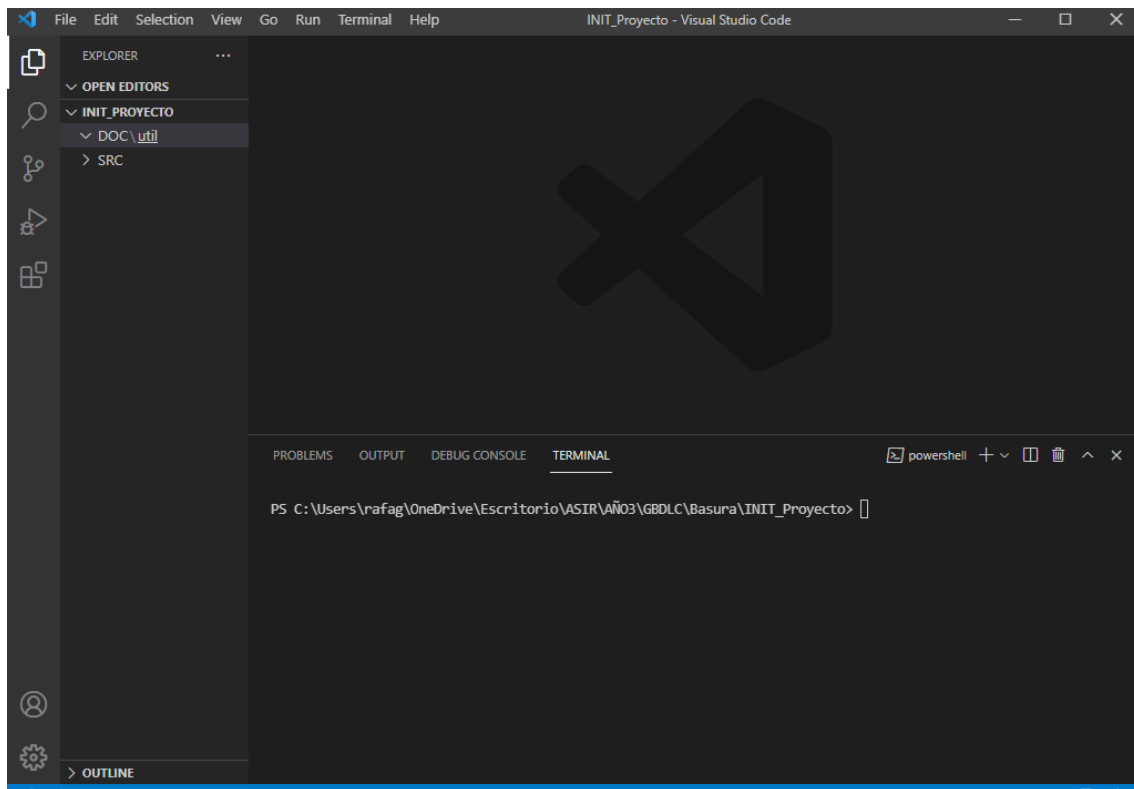 File Edit Selection View Go Run Terminal Help INIT_Proyecto - Visual Studio Code
EXPLORER
OPEN EDITORS
INIT_PROYECTO
DOC\util
SRC
PROBLEMS OUTPUT DEBUG CONSOLE TERMINAL powershell
PS C:\Users\rafag\OneDrive\Escritorio\ASIR\AÑO3\GBDLC\Basura\INIT_Proyecto>
OUTLINE